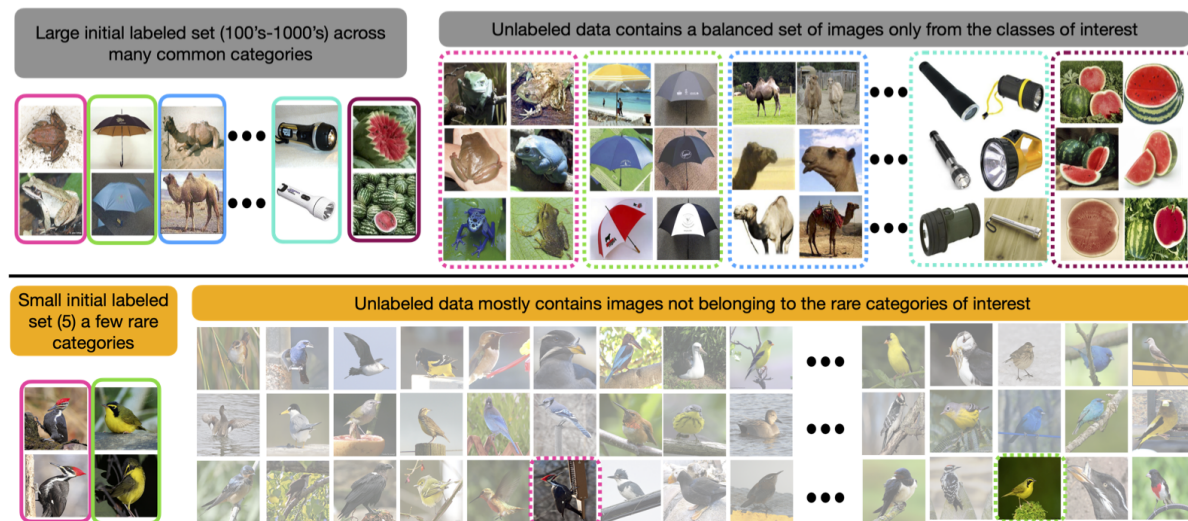 Large initial labeled set (100's-1000's) across
many common categories
Unlabeled data contains a balanced set of images only from the classes of interest
Small initial labeled
set (5) a few rare
categories
Unlabeled data mostly contains images not belonging to the rare categories of interest